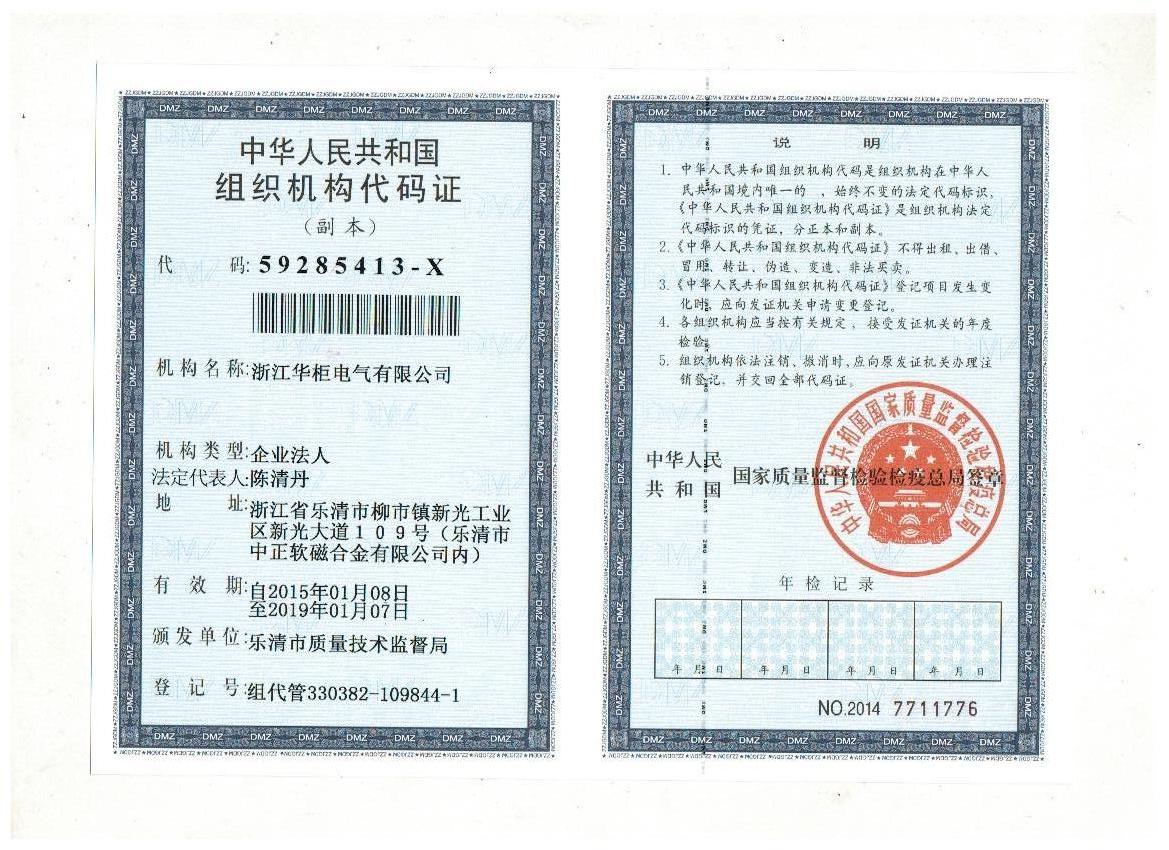 中华人民共和国
组织机构代码证
（副本）
代 码: 59285413-X
机构名称:浙江华柜电气有限公司
机构类型:企业法人
法定代表人:陈清丹
地 址:浙江省乐清市柳市镇新光工业
区新光大道１０９号（乐清市
中正软磁合金有限公司内）
有 效 期:自2015年01月08日
至2019年01月07日
颁发单位:乐清市质量技术监督局
登 记 号:组代管330382-109844-1
说 明
1. 中华人民共和国组织机构代码是组织机构在中华人
民共和国境内唯一的 、始终不变的法定代码标识,
《中华人民共和国组织机构代码证》是组织机构法定
代码标识的凭证, 分正本和副本。
2.《中华人民共和国组织机构代码证》不得出租、出借、
冒用、转让、伪造、变造、非法买卖。
3.《中华人民共和国组织机构代码证》登记项目发生变
化时, 应向发证机关申请变更登记。
4. 各组织机构应当按有关规定 , 接受发证机关的年度
检验。
5. 组织机构依法注销、撤消时, 应向原发证机关办理注
销登记, 并交回全部代码证。
中华人民
共 和 国
国家质量监督检验检疫总局签章
中华人民共和国国家质量监督检验检疫总局
年 检 记 录
年 月 日 年 月 日 年 月 日 年 月 日
NO.2014 7711776